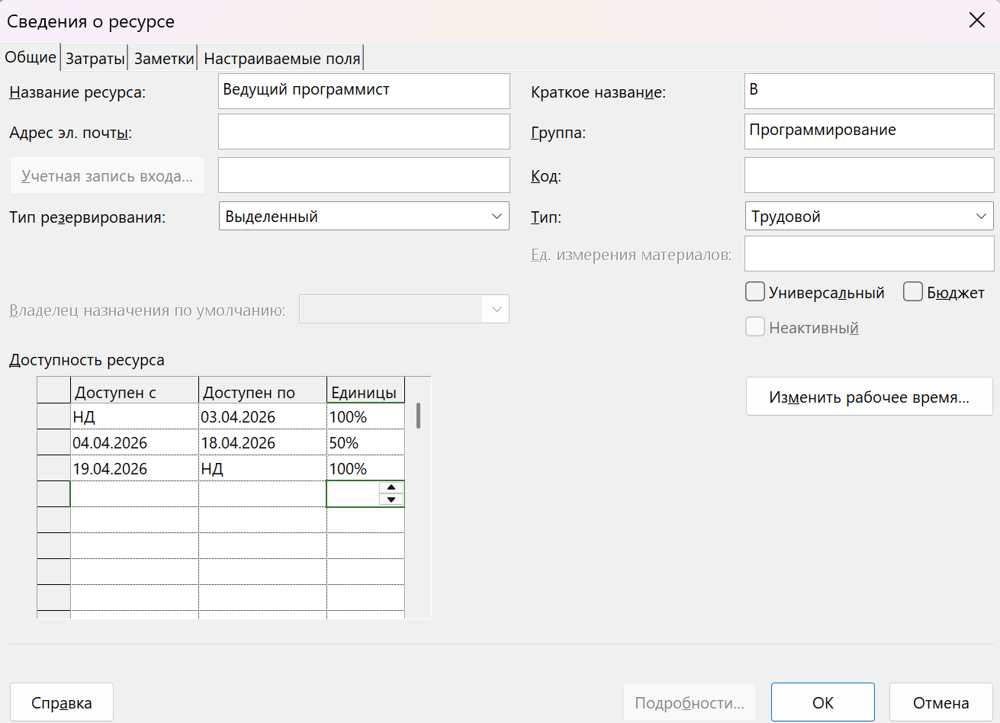 Сведения о ресурсе
Общие Затраты Заметки Настраиваемые поля
Название ресурса: Ведущий программист Краткое название: В
Адрес эл. почты: Группа: Программирование
Учетная запись входа... Код:
Тип резервирования: Выделенный Тип: Трудовой
Ед. измерения материалов:
Универсальный Бюджет
Владелец назначения по умолчанию:
Неактивный
Доступность ресурса
Доступен с Доступен по Единицы
Изменить рабочее время...
НД 03.04.2026 100%
04.04.2026 18.04.2026 50%
19.04.2026 НД 100%
Справка Подробности... ОК Отмена